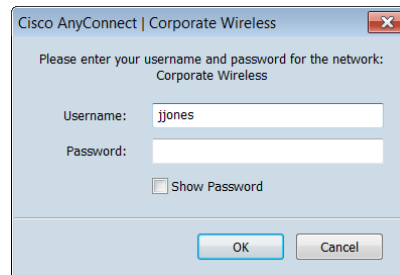 Cisco AnyConnect | Corporate Wireless
Please enter your username and password for the network:
Corporate Wireless
Username: jjones
Password:
Show Password
OK Cancel